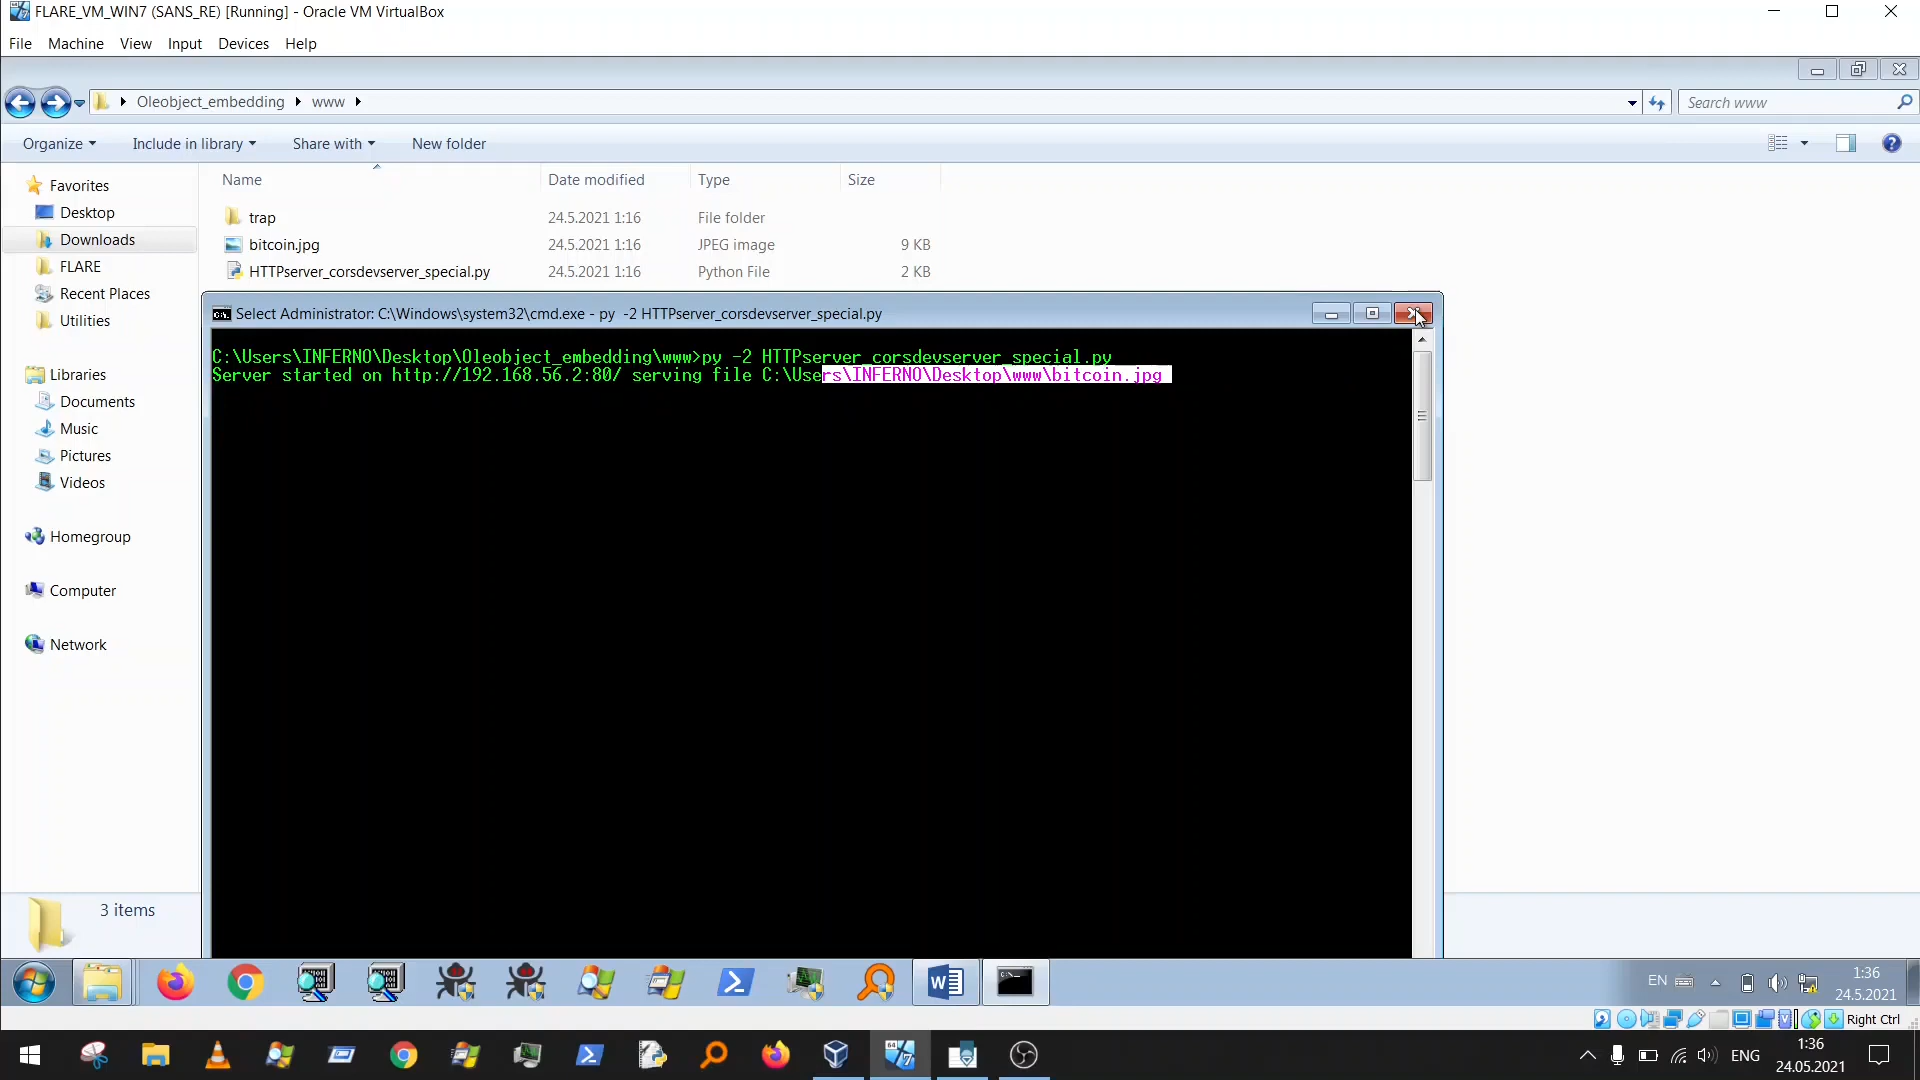 FLARE_VM_WIN7 (SANS_RE) [Running] - Oracle VM VirtualBox
File Machine View Input Devices Help
Oleobject_embedding www
Search www
Organize Include in library Share with New folder
Name Date modified Type Size
Favorites
Desktop
Downloads
FLARE
Recent Places
Utilities
Libraries
Documents
Music
Pictures
Videos
Homegroup
Computer
Network
trap 24.5.2021 1:16 File folder
bitcoin.jpg 24.5.2021 1:16 JPEG image 9 KB
HTTPserver_corsdevserver_special.py 24.5.2021 1:16 Python File 2 KB
Select Administrator: C:\Windows\system32\cmd.exe - py -2 HTTPserver_corsdevserver_special.py
C:\Users\INFERNO\Desktop\Oleobject_embedding\www>py -2 HTTPserver_corsdevserver_special.py
Server started on http://192.168.56.2:80/ serving file C:\Users\INFERNO\Desktop\www\bitcoin.jpg
3 items
EN
1:36
24.5.2021
Right Ctrl
ENG
1:36
24.05.2021